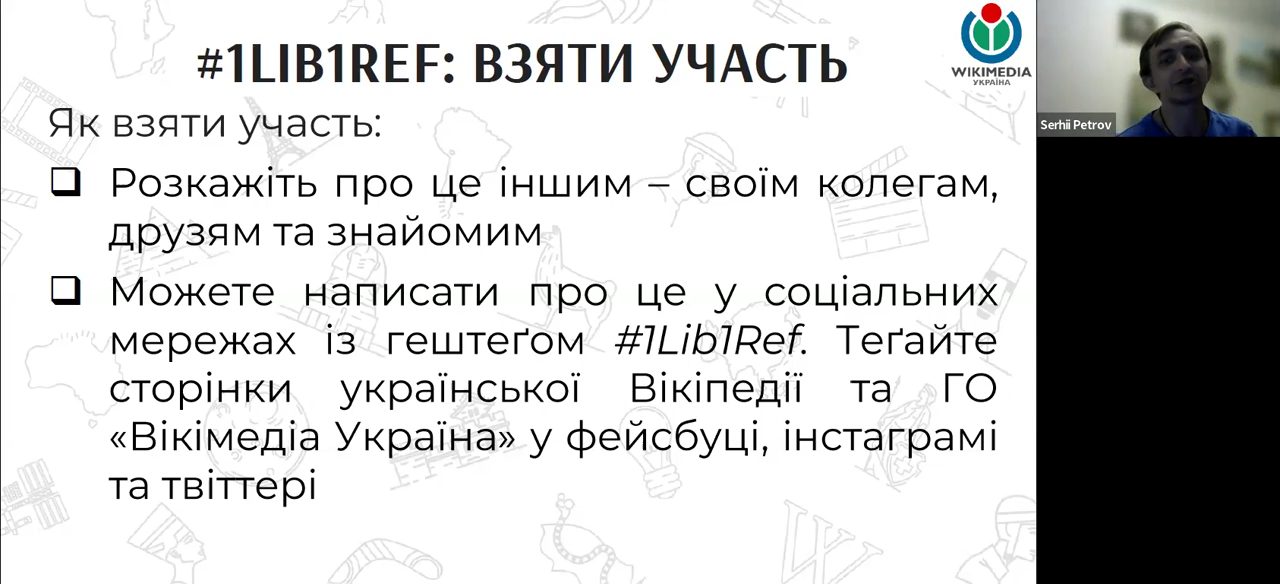 #1LIB1REF: ВЗЯТИ УЧАСТЬ
WIKIMEDIA
УКРАЇНА
Serhii Petrov
Як взяти участь:
Розкажіть про це іншим – своїм колегам,
друзям та знайомим
Можете написати про це у соціальних
мережах із гештеґом #1Lib1Ref. Теґайте
сторінки української Вікіпедії та ГО
«Вікімедіа Україна» у фейсбуці, інстаграмі
та твіттері